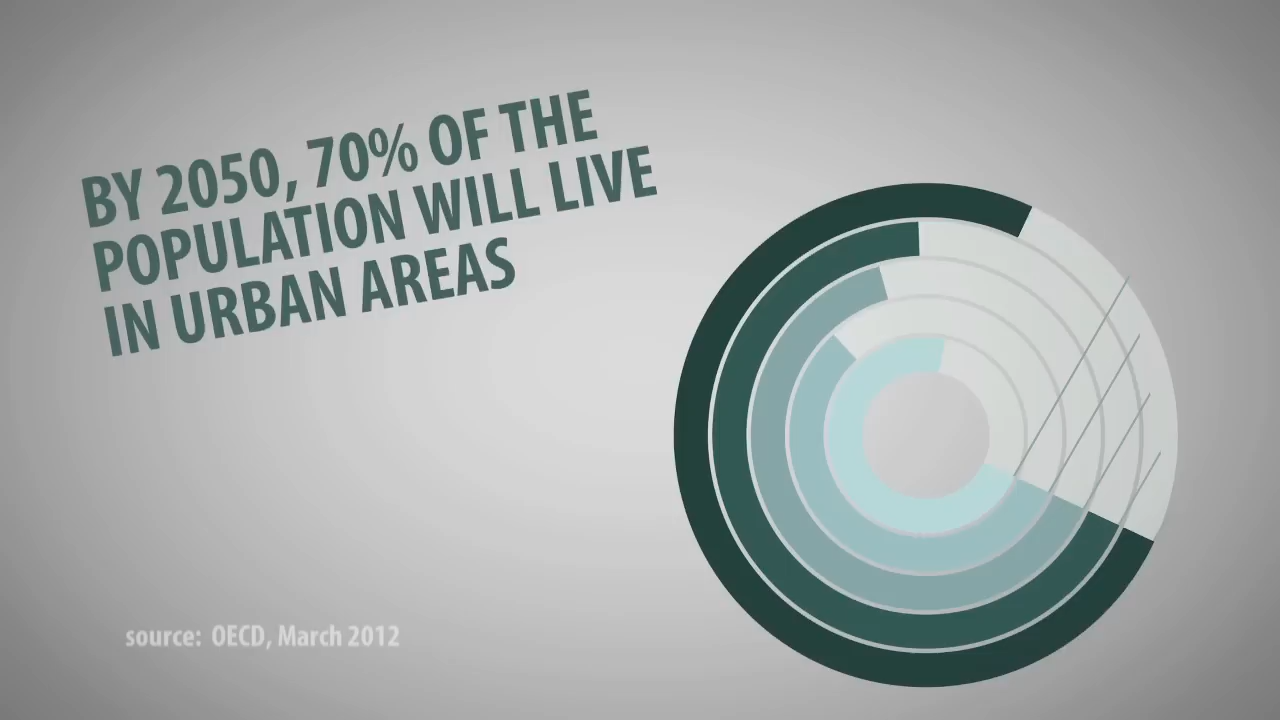 BY 2050, 70% OF THE
POPULATION WILL LIVE
IN URBAN AREAS
source: OECD, March 2012